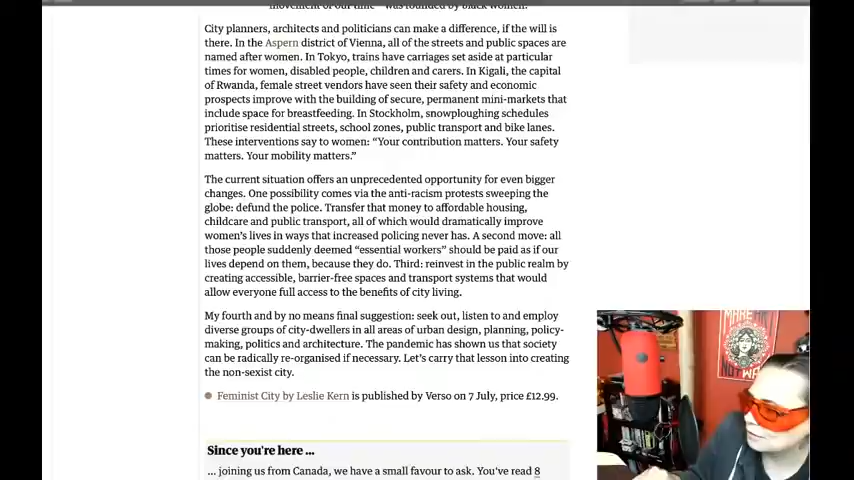 movement of our time" was founded by black women.
City planners, architects and politicians can make a difference, if the will is
there. In the Aspern district of Vienna, all of the streets and public spaces are
named after women. In Tokyo, trains have carriages set aside at particular
times for women, disabled people, children and carers. In Kigali, the capital
of Rwanda, female street vendors have seen their safety and economic
prospects improve with the building of secure, permanent mini-markets that
include space for breastfeeding. In Stockholm, snowploughing schedules
prioritise residential streets, school zones, public transport and bike lanes.
These interventions say to women: “Your contribution matters. Your safety
matters. Your mobility matters.”
The current situation offers an unprecedented opportunity for even bigger
changes. One possibility comes via the anti-racism protests sweeping the
globe: defund the police. Transfer that money to affordable housing,
childcare and public transport, all of which would dramatically improve
women’s lives in ways that increased policing never has. A second move: all
those people suddenly deemed “essential workers” should be paid as if our
lives depend on them, because they do. Third: reinvest in the public realm by
creating accessible, barrier-free spaces and transport systems that would
allow everyone full access to the benefits of city living.
My fourth and by no means final suggestion: seek out, listen to and employ
diverse groups of city-dwellers in all areas of urban design, planning, policy-
making, politics and architecture. The pandemic has shown us that society
can be radically re-organised if necessary. Let’s carry that lesson into creating
the non-sexist city.
Feminist City by Leslie Kern is published by Verso on 7 July, price £12.99.
Since you're here ...
... joining us from Canada, we have a small favour to ask. You've read 8
MAKE ART
NOT WA